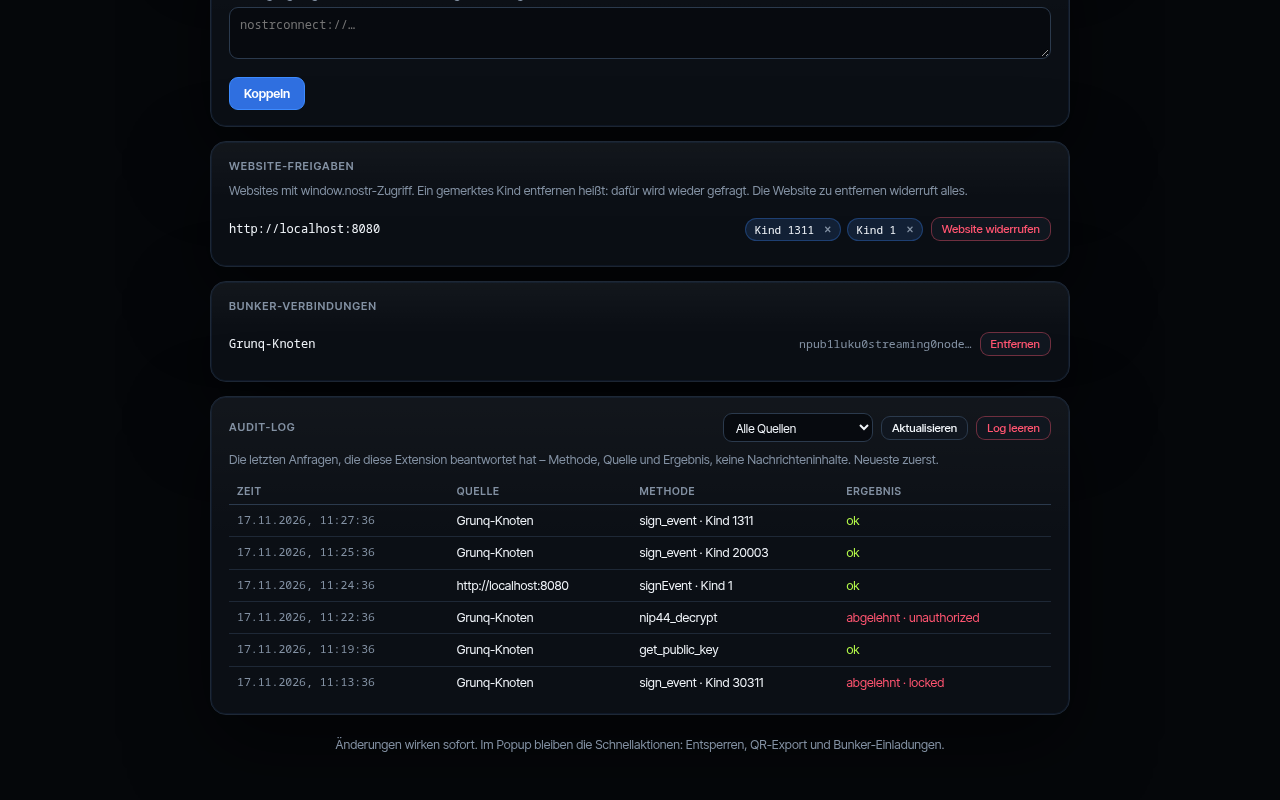 nostrconnect://…
Koppeln
WEBSITE-FREIGABEN
Websites mit window.nostr-Zugriff. Ein gemerktes Kind entfernen heißt: dafür wird wieder gefragt. Die Website zu entfernen widerruft alles.
http://localhost:8080 Kind 1311 × Kind 1 × Website widerrufen
BUNKER-VERBINDUNGEN
Grunq-Knoten npub1luku0streaming0node… Entfernen
AUDIT-LOG Alle Quellen Aktualisieren Log leeren
Die letzten Anfragen, die diese Extension beantwortet hat – Methode, Quelle und Ergebnis, keine Nachrichteninhalte. Neueste zuerst.
ZEIT QUELLE METHODE ERGEBNIS
17.11.2026, 11:27:36 Grunq-Knoten sign_event · Kind 1311 ok
17.11.2026, 11:25:36 Grunq-Knoten sign_event · Kind 20003 ok
17.11.2026, 11:24:36 http://localhost:8080 signEvent · Kind 1 ok
17.11.2026, 11:22:36 Grunq-Knoten nip44_decrypt abgelehnt · unauthorized
17.11.2026, 11:19:36 Grunq-Knoten get_public_key ok
17.11.2026, 11:13:36 Grunq-Knoten sign_event · Kind 30311 abgelehnt · locked
Änderungen wirken sofort. Im Popup bleiben die Schnellaktionen: Entsperren, QR-Export und Bunker-Einladungen.